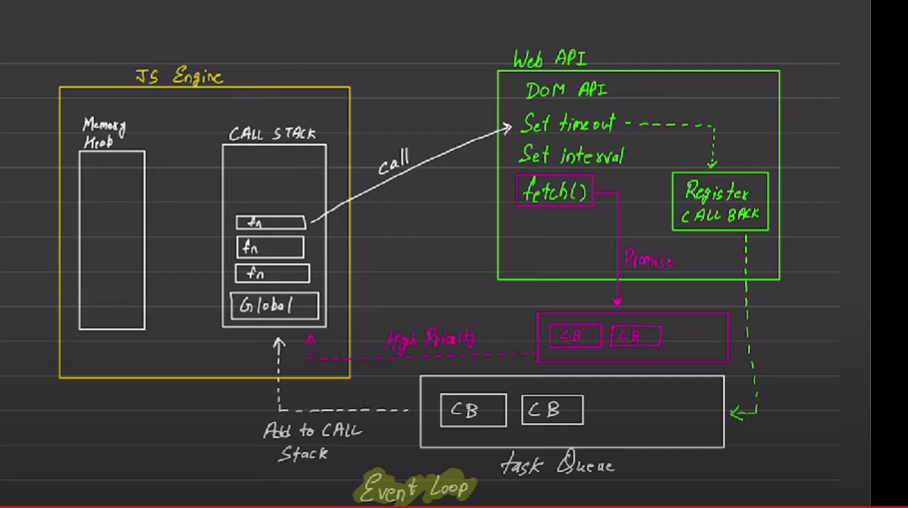 JS Engine
Memory
Heap
CALL STACK
fn
fn
fn
Global
call
Web API
DOM API
Set timeout
Set interval
fetch()
Register
CALL BACK
Promise
CB CB
High Priority
CB CB
Add to CALL
Stack
task Queue
Event Loop